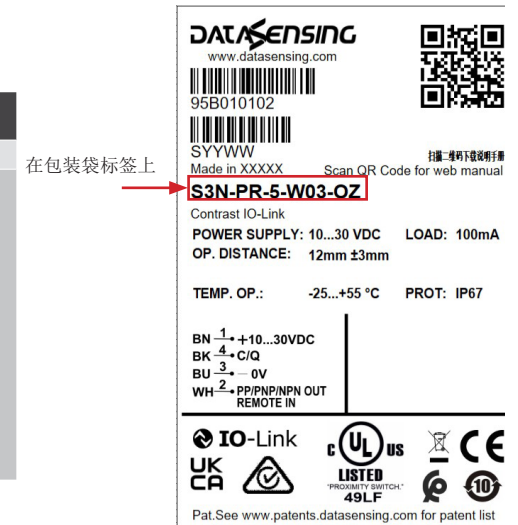 DATASENSING
www.datasensing.com
95B010102
SYYWW
扫描二维码下载说明手册
Made in XXXXX
Scan QR Code for web manual
在包装袋标签上
S3N-PR-5-W03-OZ
Contrast IO-Link
POWER SUPPLY: 10...30 VDC LOAD: 100mA
OP. DISTANCE: 12mm ±3mm
TEMP. OP.: -25...+55 °C PROT: IP67
BN 1 +10...30VDC
BK 4 C/Q
BU 3 — 0V
WH 2 PP/PNP/NPN OUT
REMOTE IN
IO-Link
UK
CA
c UL US
LISTED
"PROXIMITY SWITCH."
49LF
CE
10
Pat.See www.patents.datasensing.com for patent list